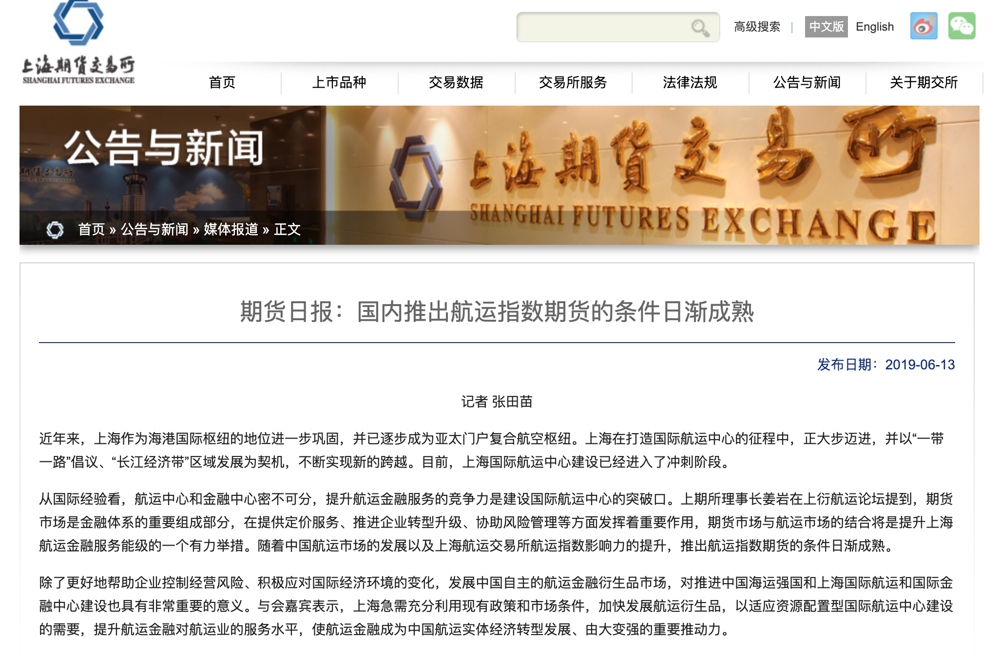 高级搜索 | 中文版 English
上海期货交易所
SHANGHAI FUTURES EXCHANGE
首页 上市品种 交易数据 交易所服务 法律法规 公告与新闻 关于期交所
公告与新闻
上海期货交易所
SHANGHAI FUTURES EXCHANGE
首页 » 公告与新闻 » 媒体报道 » 正文
期货日报：国内推出航运指数期货的条件日渐成熟
发布日期：2019-06-13
记者 张田苗
近年来，上海作为海港国际枢纽的地位进一步巩固，并已逐步成为亚太门户复合航空枢纽。上海在打造国际航运中心的征程中，正大步迈进，并以“一带
一路”倡议、“长江经济带”区域发展为契机，不断实现新的跨越。目前，上海国际航运中心建设已经进入了冲刺阶段。
从国际经验看，航运中心和金融中心密不可分，提升航运金融服务的竞争力是建设国际航运中心的突破口。上期所理事长姜岩在上衍航运论坛提到，期货
市场是金融体系的重要组成部分，在提供定价服务、推进企业转型升级、协助风险管理等方面发挥着重要作用，期货市场与航运市场的结合将是提升上海
航运金融服务能级的一个有力举措。随着中国航运市场的发展以及上海航运交易所航运指数影响力的提升，推出航运指数期货的条件日渐成熟。
除了更好地帮助企业控制经营风险、积极应对国际经济环境的变化，发展中国自主的航运金融衍生品市场，对推进中国海运强国和上海国际航运和国际金
融中心建设也具有非常重要的意义。与会嘉宾表示，上海急需充分利用现有政策和市场条件，加快发展航运衍生品，以适应资源配置型国际航运中心建设
的需要，提升航运金融对航运业的服务水平，使航运金融成为中国航运实体经济转型发展、由大变强的重要推动力。